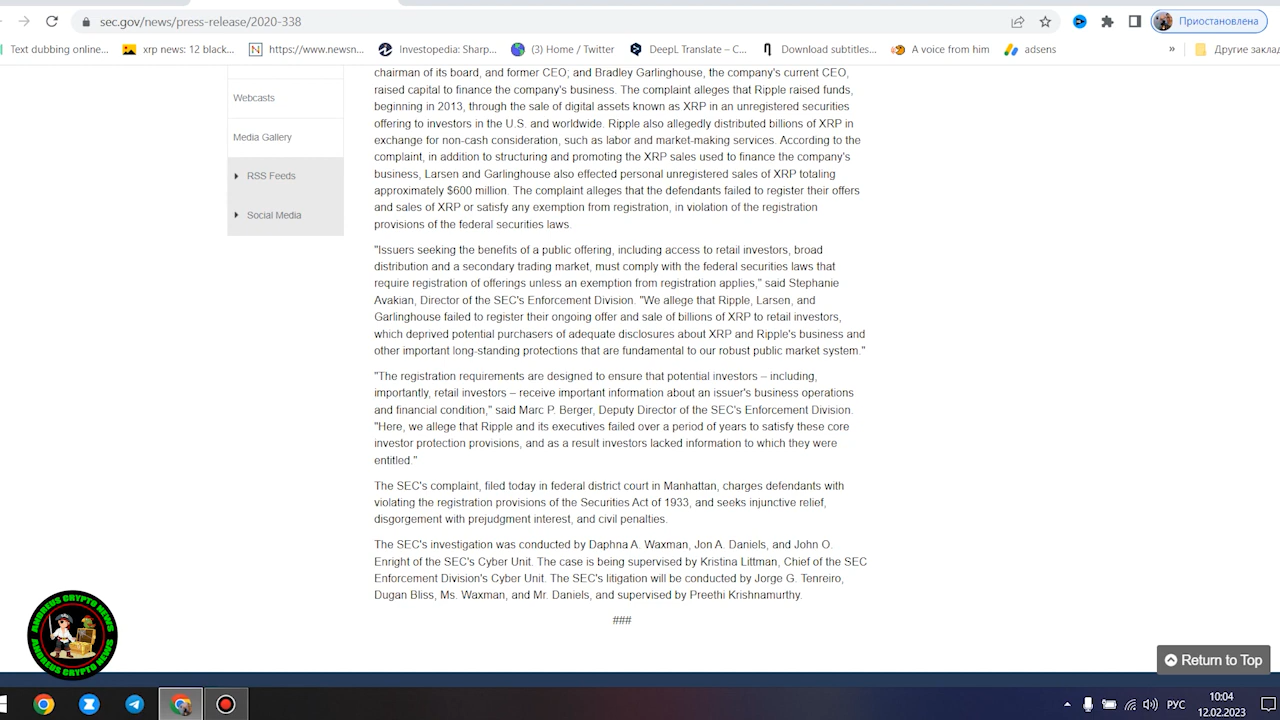 sec.gov/news/press-release/2020-338
Приостановлена
Text dubbing online...
xrp news: 12 black...
https://www.newsn...
Investopedia: Sharp...
(3) Home / Twitter
DeepL Translate – C...
Download subtitles...
A voice from him
adsens
»
Другие заклад
chairman of its board, and former CEO; and Bradley Garlinghouse, the company's current CEO,
raised capital to finance the company's business. The complaint alleges that Ripple raised funds,
beginning in 2013, through the sale of digital assets known as XRP in an unregistered securities
offering to investors in the U.S. and worldwide. Ripple also allegedly distributed billions of XRP in
exchange for non-cash consideration, such as labor and market-making services. According to the
complaint, in addition to structuring and promoting the XRP sales used to finance the company's
business, Larsen and Garlinghouse also effected personal unregistered sales of XRP totaling
approximately $600 million. The complaint alleges that the defendants failed to register their offers
and sales of XRP or satisfy any exemption from registration, in violation of the registration
provisions of the federal securities laws.
Webcasts
Media Gallery
RSS Feeds
Social Media
"Issuers seeking the benefits of a public offering, including access to retail investors, broad
distribution and a secondary trading market, must comply with the federal securities laws that
require registration of offerings unless an exemption from registration applies," said Stephanie
Avakian, Director of the SEC's Enforcement Division. "We allege that Ripple, Larsen, and
Garlinghouse failed to register their ongoing offer and sale of billions of XRP to retail investors,
which deprived potential purchasers of adequate disclosures about XRP and Ripple's business and
other important long-standing protections that are fundamental to our robust public market system."
"The registration requirements are designed to ensure that potential investors – including,
importantly, retail investors – receive important information about an issuer's business operations
and financial condition," said Marc P. Berger, Deputy Director of the SEC's Enforcement Division.
"Here, we allege that Ripple and its executives failed over a period of years to satisfy these core
investor protection provisions, and as a result investors lacked information to which they were
entitled."
The SEC's complaint, filed today in federal district court in Manhattan, charges defendants with
violating the registration provisions of the Securities Act of 1933, and seeks injunctive relief,
disgorgement with prejudgment interest, and civil penalties.
The SEC's investigation was conducted by Daphna A. Waxman, Jon A. Daniels, and John O.
Enright of the SEC's Cyber Unit. The case is being supervised by Kristina Littman, Chief of the SEC
Enforcement Division's Cyber Unit. The SEC's litigation will be conducted by Jorge G. Tenreiro,
Dugan Bliss, Ms. Waxman, and Mr. Daniels, and supervised by Preethi Krishnamurthy.
###
ANDREUS CRYPTO NEWS
ANDREUS CRYPTO NEWS
Return to Top
РУС
10:04
12.02.2023